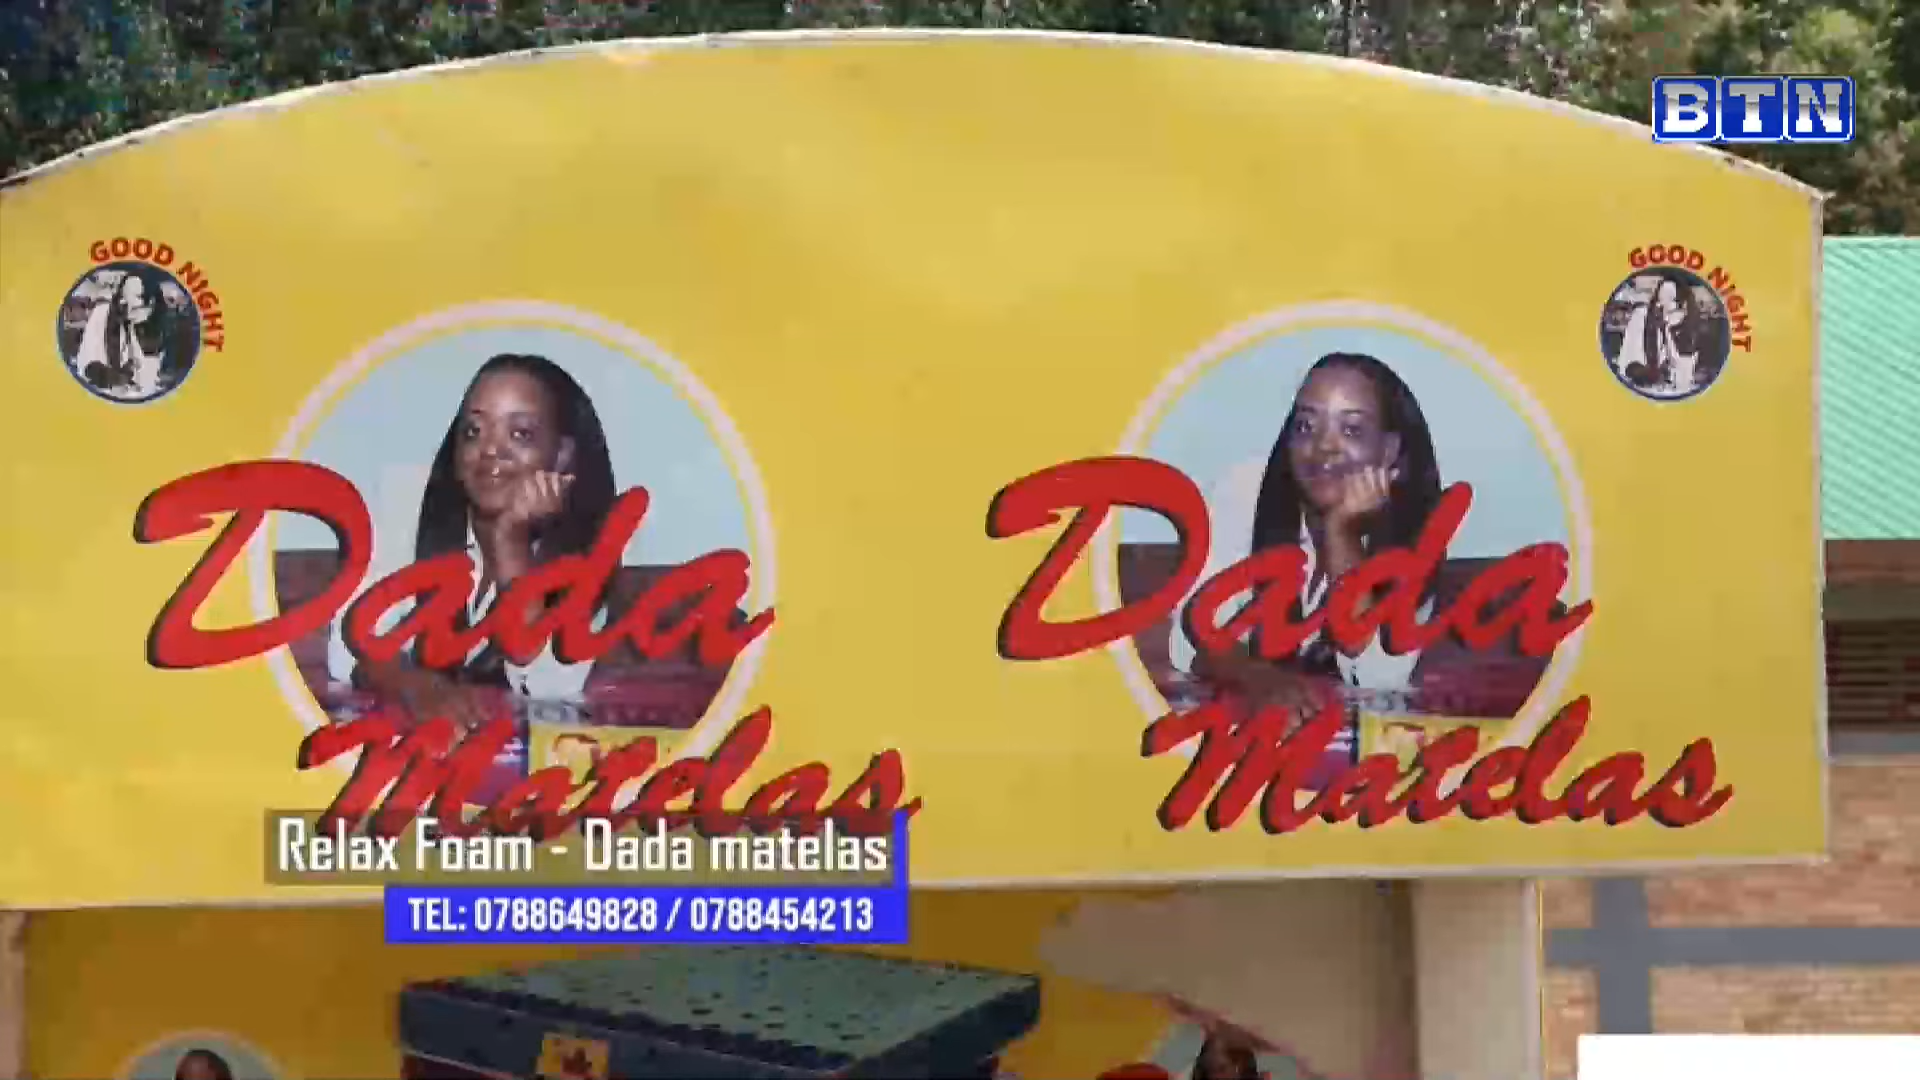 BTN
GOOD NIGHT
GOOD NIGHT
Dada
Matelas
Dada
Matelas
Relax Foam - Dada matelas
TEL: 0788649828 / 0788454213